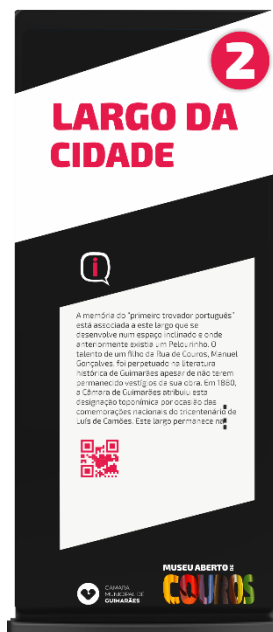 2
LARGO DA
CIDADE
i
A memória do "primeiro trovador português"
está associada a este largo que se
desenvolve num espaço inclinado e onde
anteriormente existia um Pelourinho. O
talento de um filho da Rua de Couros, Manuel
Gonçalves, foi perpetuado na literatura
histórica de Guimarães apesar de não terem
permanecido vestígios da sua obra. Em 1880,
a Câmara de Guimarães atribuiu esta
designação toponímica por ocasião das
comemorações nacionais do tricentenário de
Luís de Camões. Este largo permanece na
CÂMARA
MUNICIPAL DE
GUIMARÃES
MUSEU ABERTO DE
COUROS